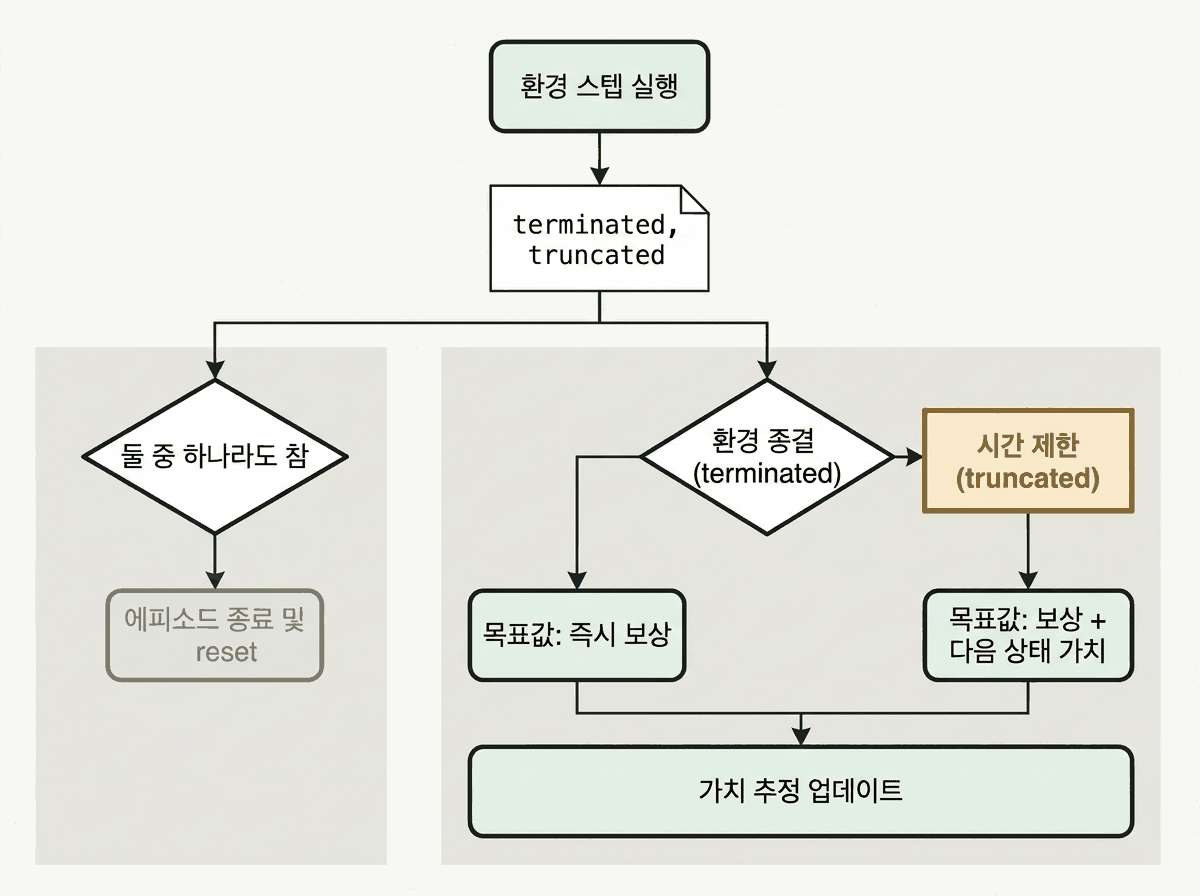 환경 스텝 실행
terminated,
truncated
둘 중 하나라도 참
에피소드 종료 및
reset
환경 종결
(terminated)
시간 제한
(truncated)
목표값: 즉시 보상
목표값: 보상 +
다음 상태 가치
가치 추정 업데이트